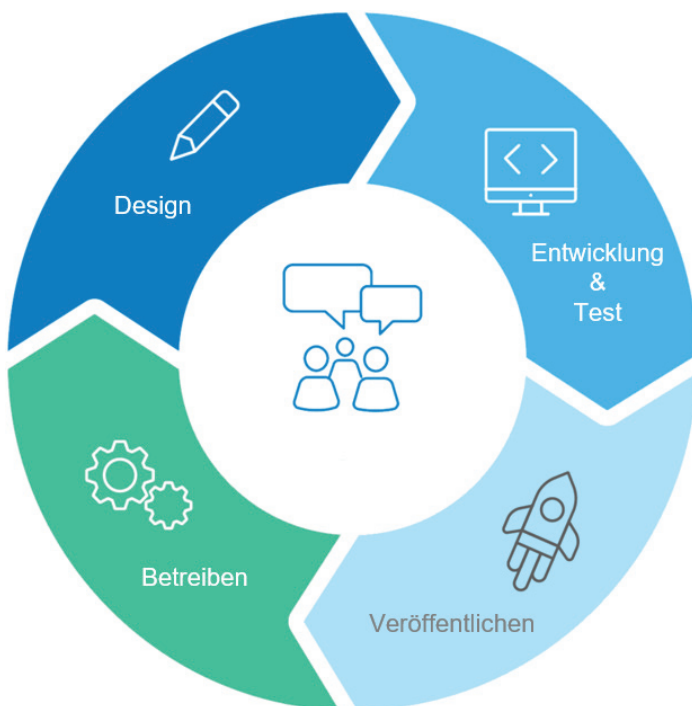 Design
Entwicklung
&
Test
Veröffentlichen
Betreiben